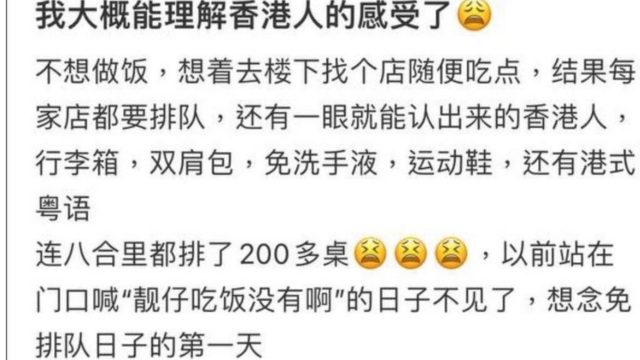 我大概能理解香港人的感受了😩
不想做饭，想着去楼下找个店随便吃点，结果每
家店都要排队，还有一眼就能认出来的香港人，
行李箱，双肩包，免洗手液，运动鞋，还有港式
粤语
连八合里都排了200多桌😫😫😫，以前站在
门口喊“靓仔吃饭没有啊”的日子不见了，想念免
排队日子的第一天